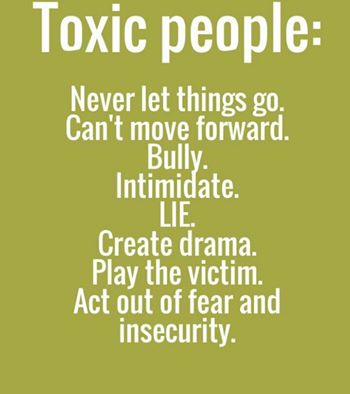 Toxic people:
Never let things go.
Can't move forward.
Bully.
Intimidate.
LIE.
Create drama.
Play the victim.
Act out of fear and
insecurity.